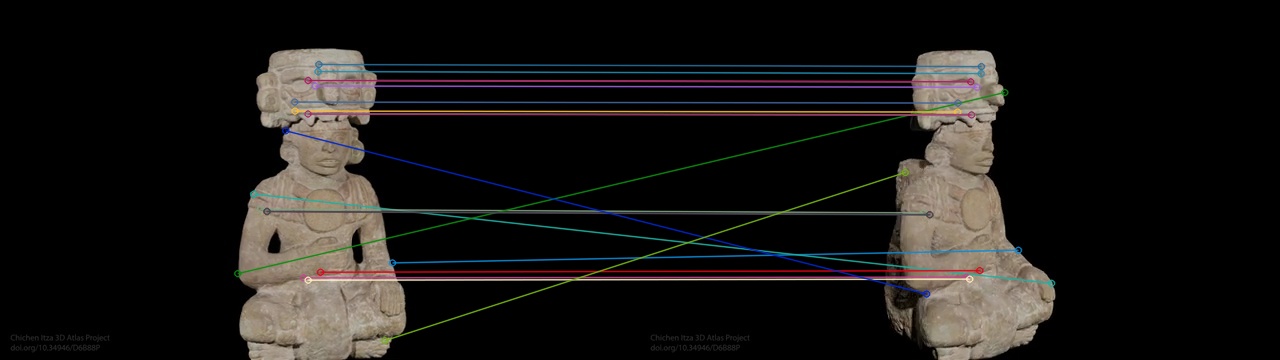 Chichen Itza 3D Atlas Project
doi.org/10.34946/D6B88P
Chichen Itza 3D Atlas Project
doi.org/10.34946/D6B88P